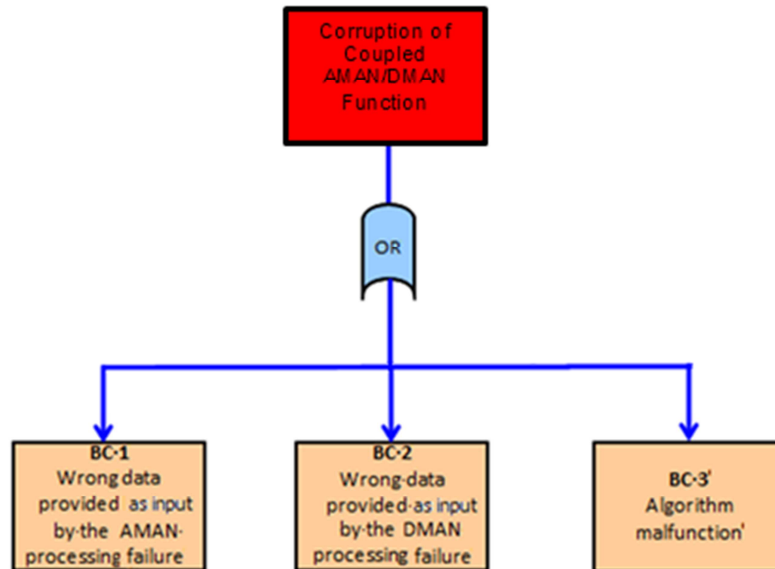 Corruption of
Coupled
AMAN/DMAN
Function
OR
BC-1
Wrong data
provided as input
by·the AMAN-
processing failure
BC-2
Wrong-data
provided·as input
by·the DMAN
processing failure
BC-3'
Algorithm
malfunction'